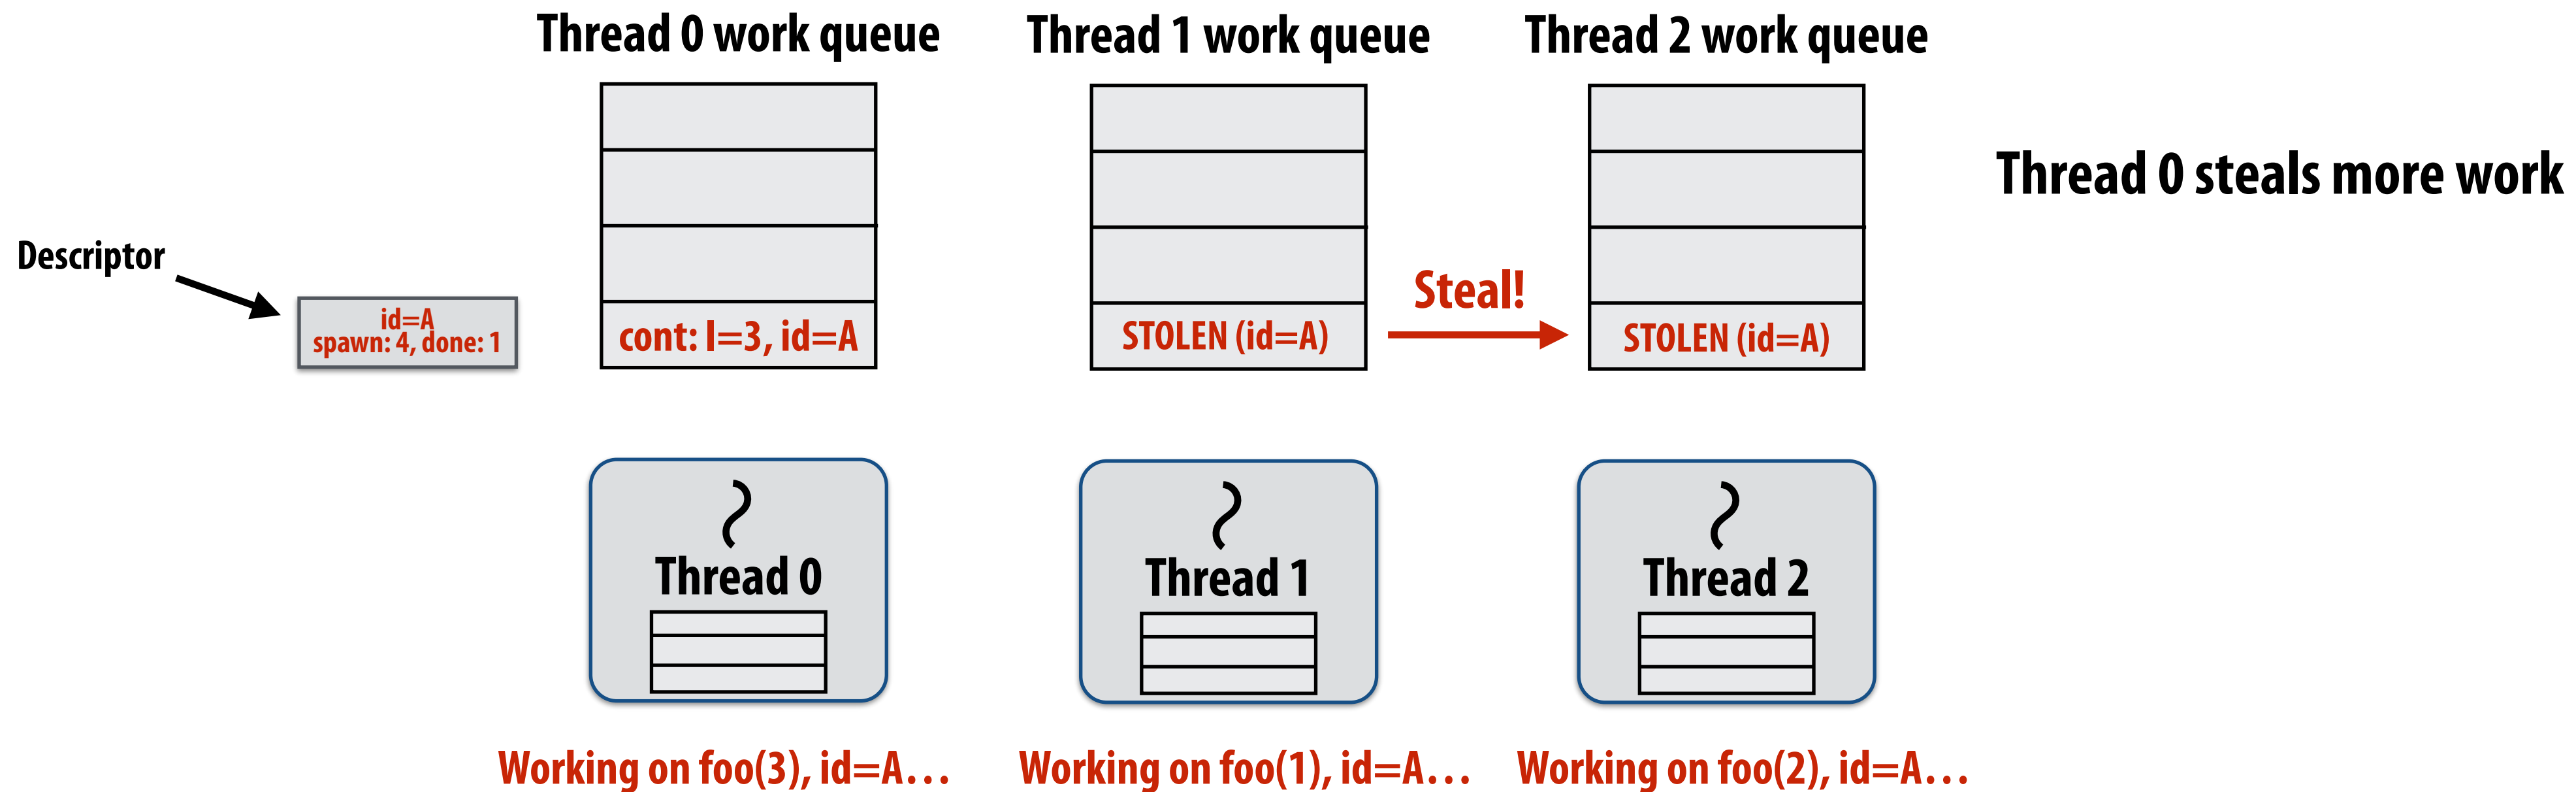 Thread 0 work queue
Thread 1 work queue
Thread 2 work queue
Thread 0 steals more work
Descriptor
id=A
spawn: 4, done: 1
cont: I=3, id=A
STOLEN (id=A)
Steal!
STOLEN (id=A)
Thread 0
Thread 1
Thread 2
Working on foo(3), id=A…
Working on foo(1), id=A…
Working on foo(2), id=A…